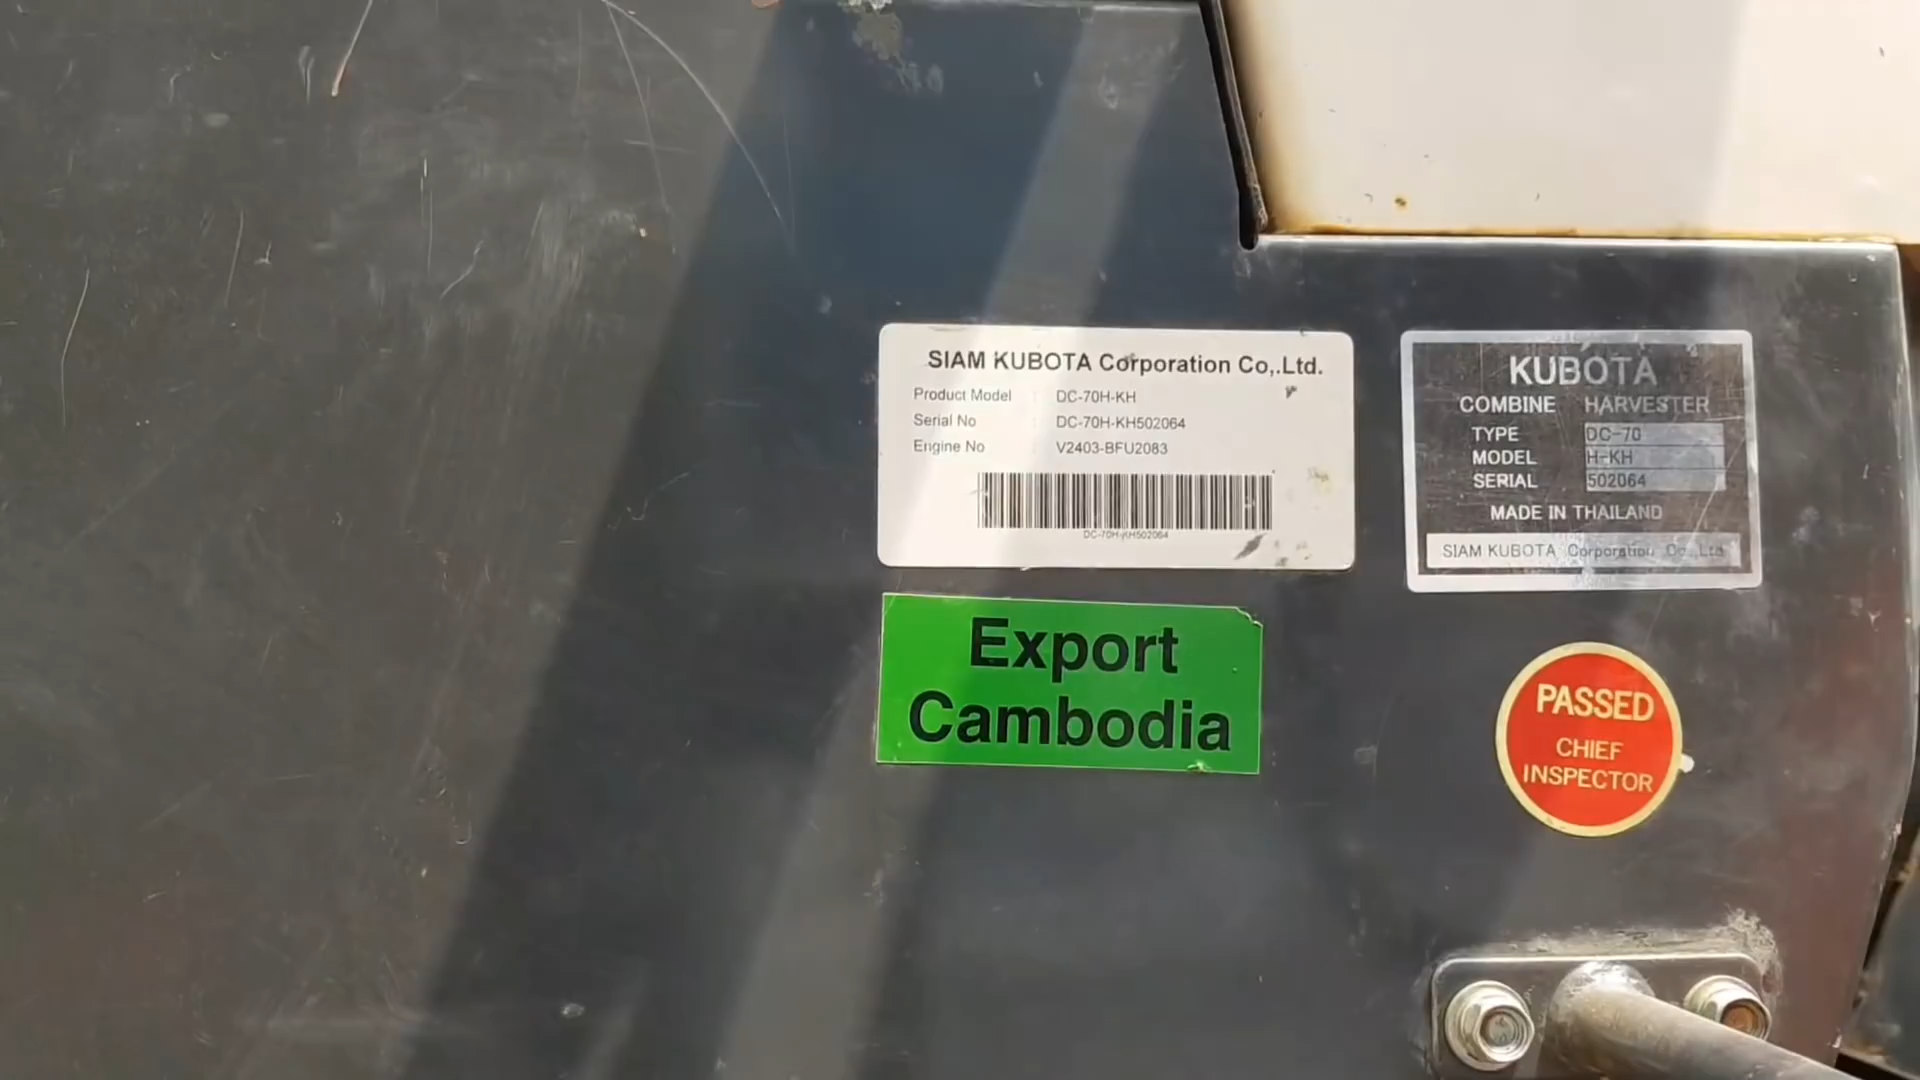 SIAM KUBOTA Corporation Co,.Ltd.
Product Model : DC-70H-KH
Serial No : DC-70H-KH502064
Engine No : V2403-BFU2083
DC-70H-KH502064
Export
Cambodia
KUBOTA
COMBINE HARVESTER
TYPE DC-70
MODEL H-KH
SERIAL 502064
MADE IN THAILAND
SIAM KUBOTA Corporation Co.,Ltd
PASSED
CHIEF
INSPECTOR